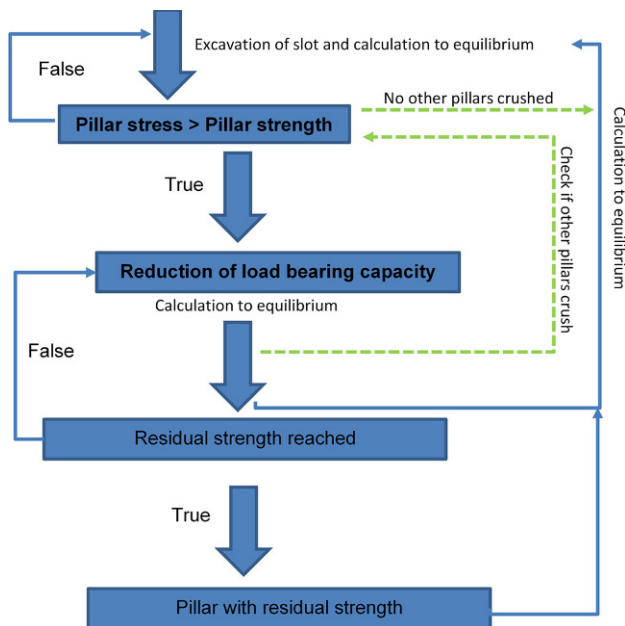 Excavation of slot and calculation to equilibrium
False
No other pillars crushed
Pillar stress > Pillar strength
Calculation to
equilibrium
Check if other pillars
crush
True
Reduction of load bearing capacity
Calculation to equilibrium
False
Residual strength reached
True
Pillar with residual strength